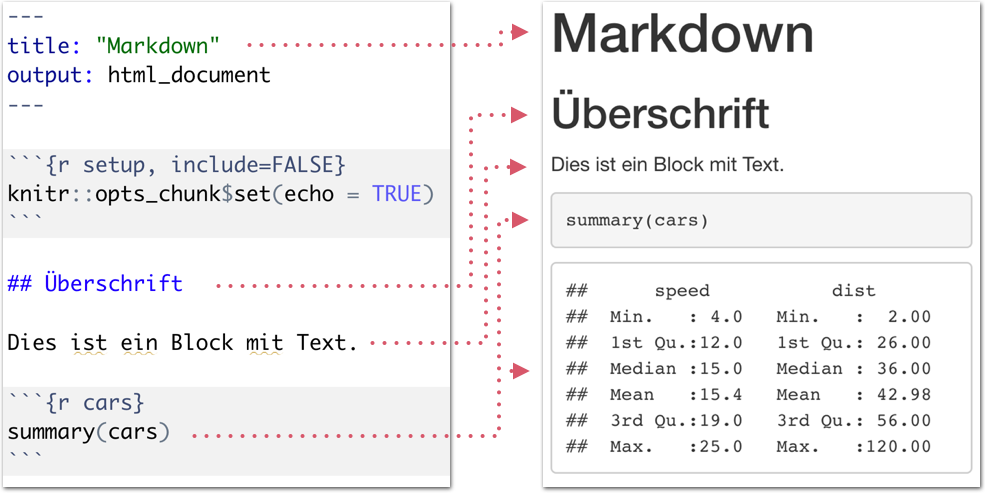 ---
title: "Markdown"
output: html_document
---
```{r setup, include=FALSE}
knitr::opts_chunk$set(echo = TRUE)
```
## Überschrift
Dies ist ein Block mit Text.
```{r cars}
summary(cars)
```
Markdown
Überschrift
Dies ist ein Block mit Text.
summary(cars)
##      speed           dist
##  Min.   : 4.0   Min.   :  2.00
##  1st Qu.:12.0   1st Qu.: 26.00
##  Median :15.0   Median : 36.00
##  Mean   :15.4   Mean   : 42.98
##  3rd Qu.:19.0   3rd Qu.: 56.00
##  Max.   :25.0   Max.   :120.00